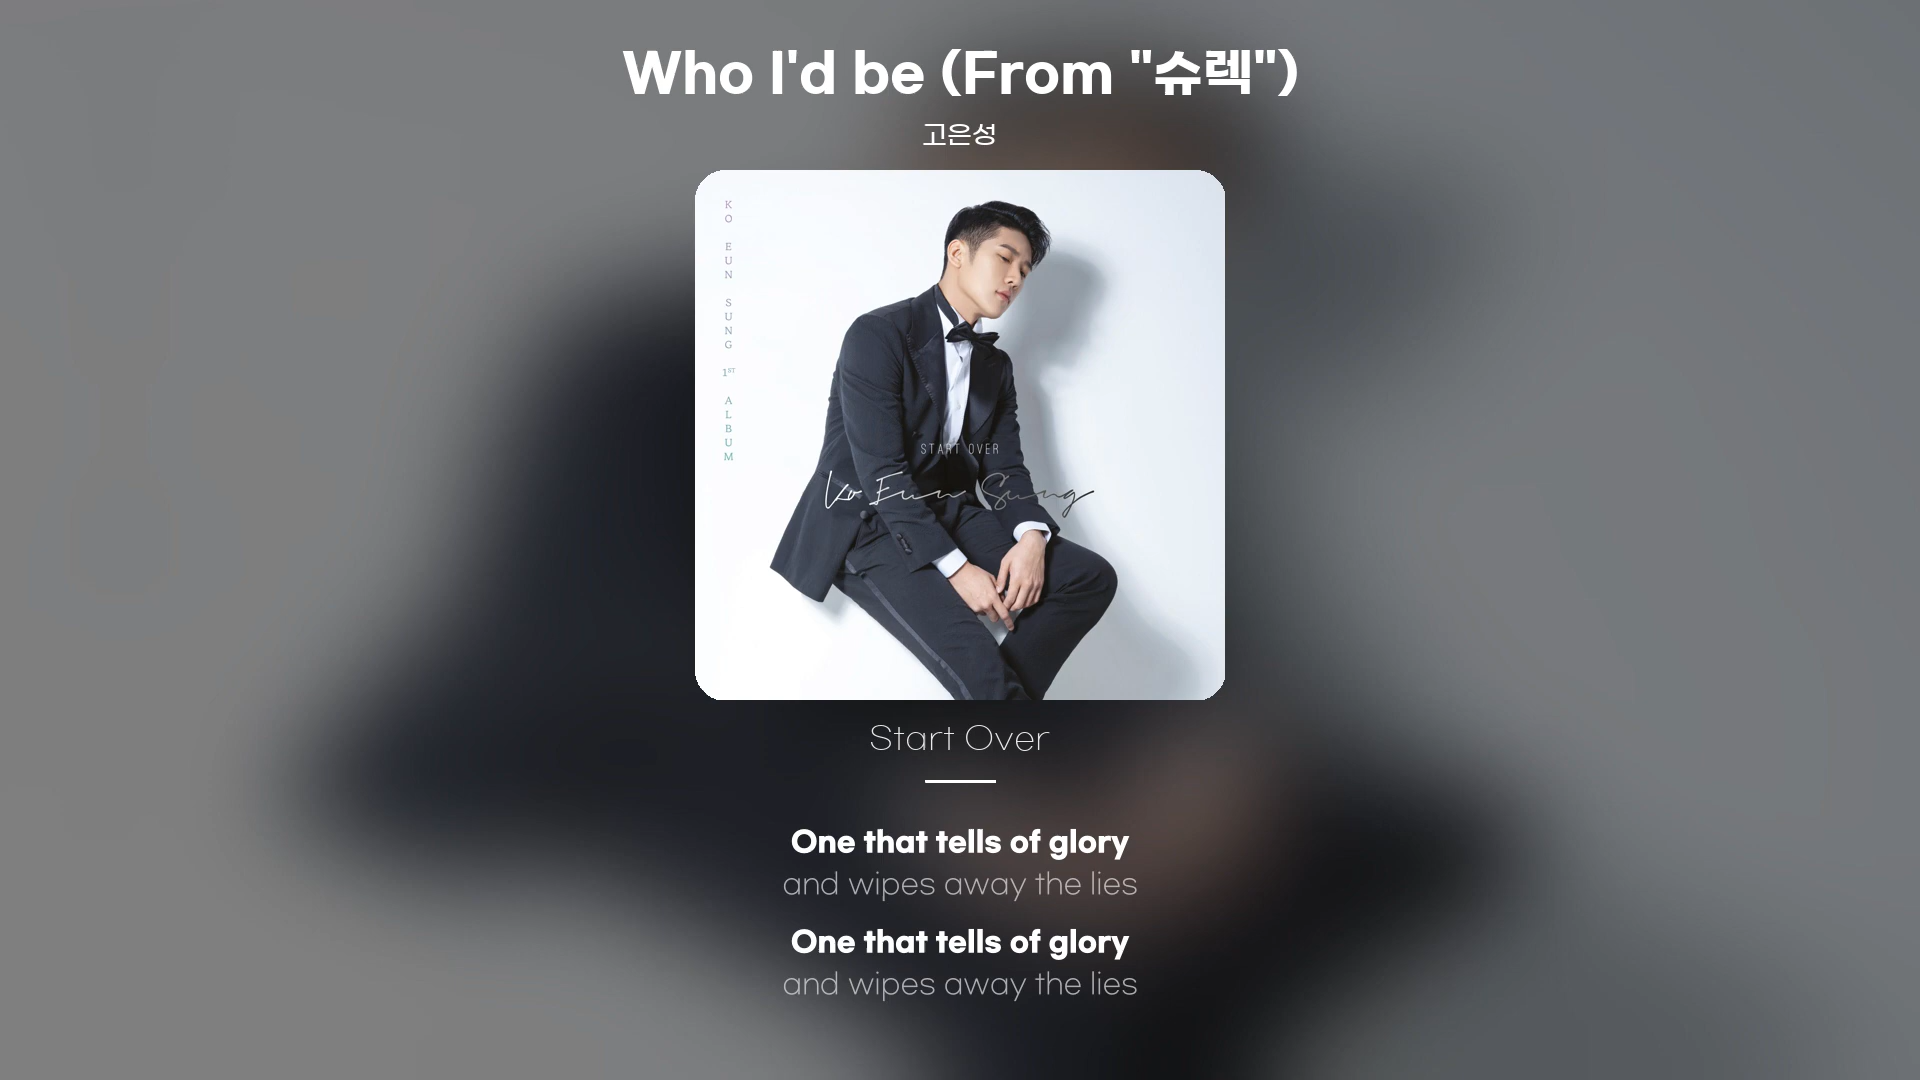 Who I'd be (From "슈렉")
고은성
KO EUN SUNG 1ST ALBUM
START OVER
Ko Eun Sung
Start Over
One that tells of glory
and wipes away the lies
One that tells of glory
and wipes away the lies